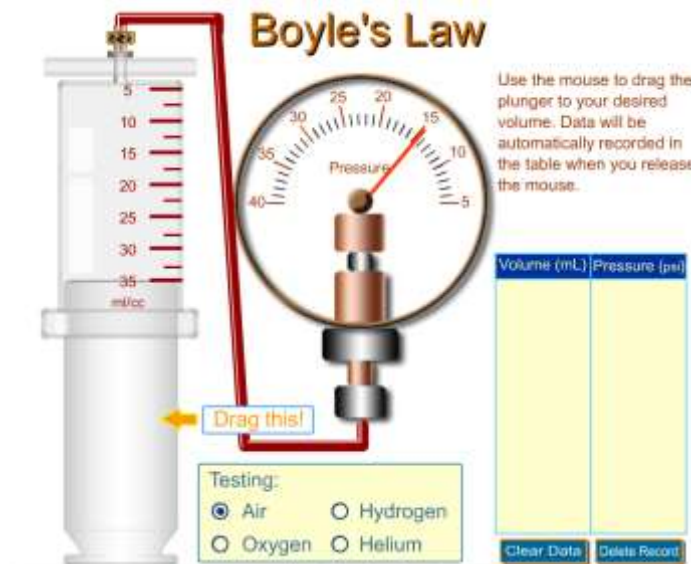 Boyle's Law
Use the mouse to drag the
plunger to your desired
volume. Data will be
automatically recorded in
the table when you release
the mouse.
5
10
15
20
25
30
35
ml/cc
40
35
30
25
20
15
10
5
Pressure
Volume (mL) Pressure (psi)
Drag this!
Testing:
Air Hydrogen
Oxygen Helium
Clear Data Delete Record